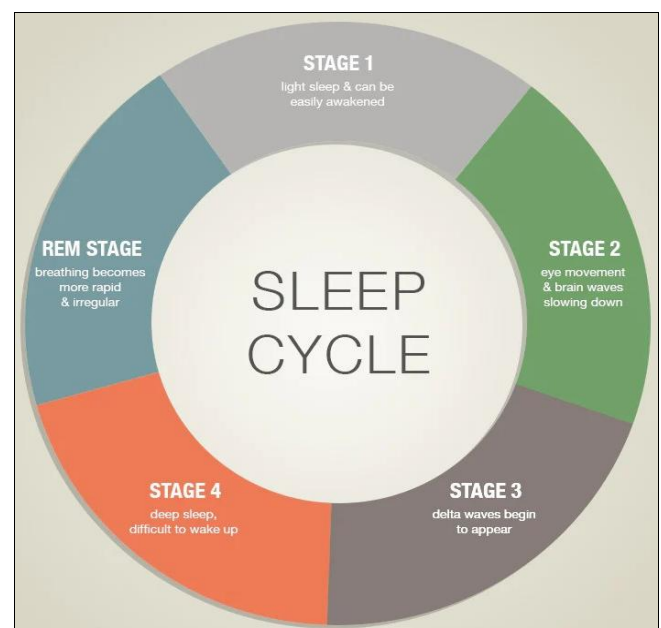 STAGE 1
light sleep & can be
easily awakened
STAGE 2
eye movement
& brain waves
slowing down
STAGE 3
delta waves begin
to appear
STAGE 4
deep sleep,
difficult to wake up
REM STAGE
breathing becomes
more rapid
& irregular
SLEEP
CYCLE